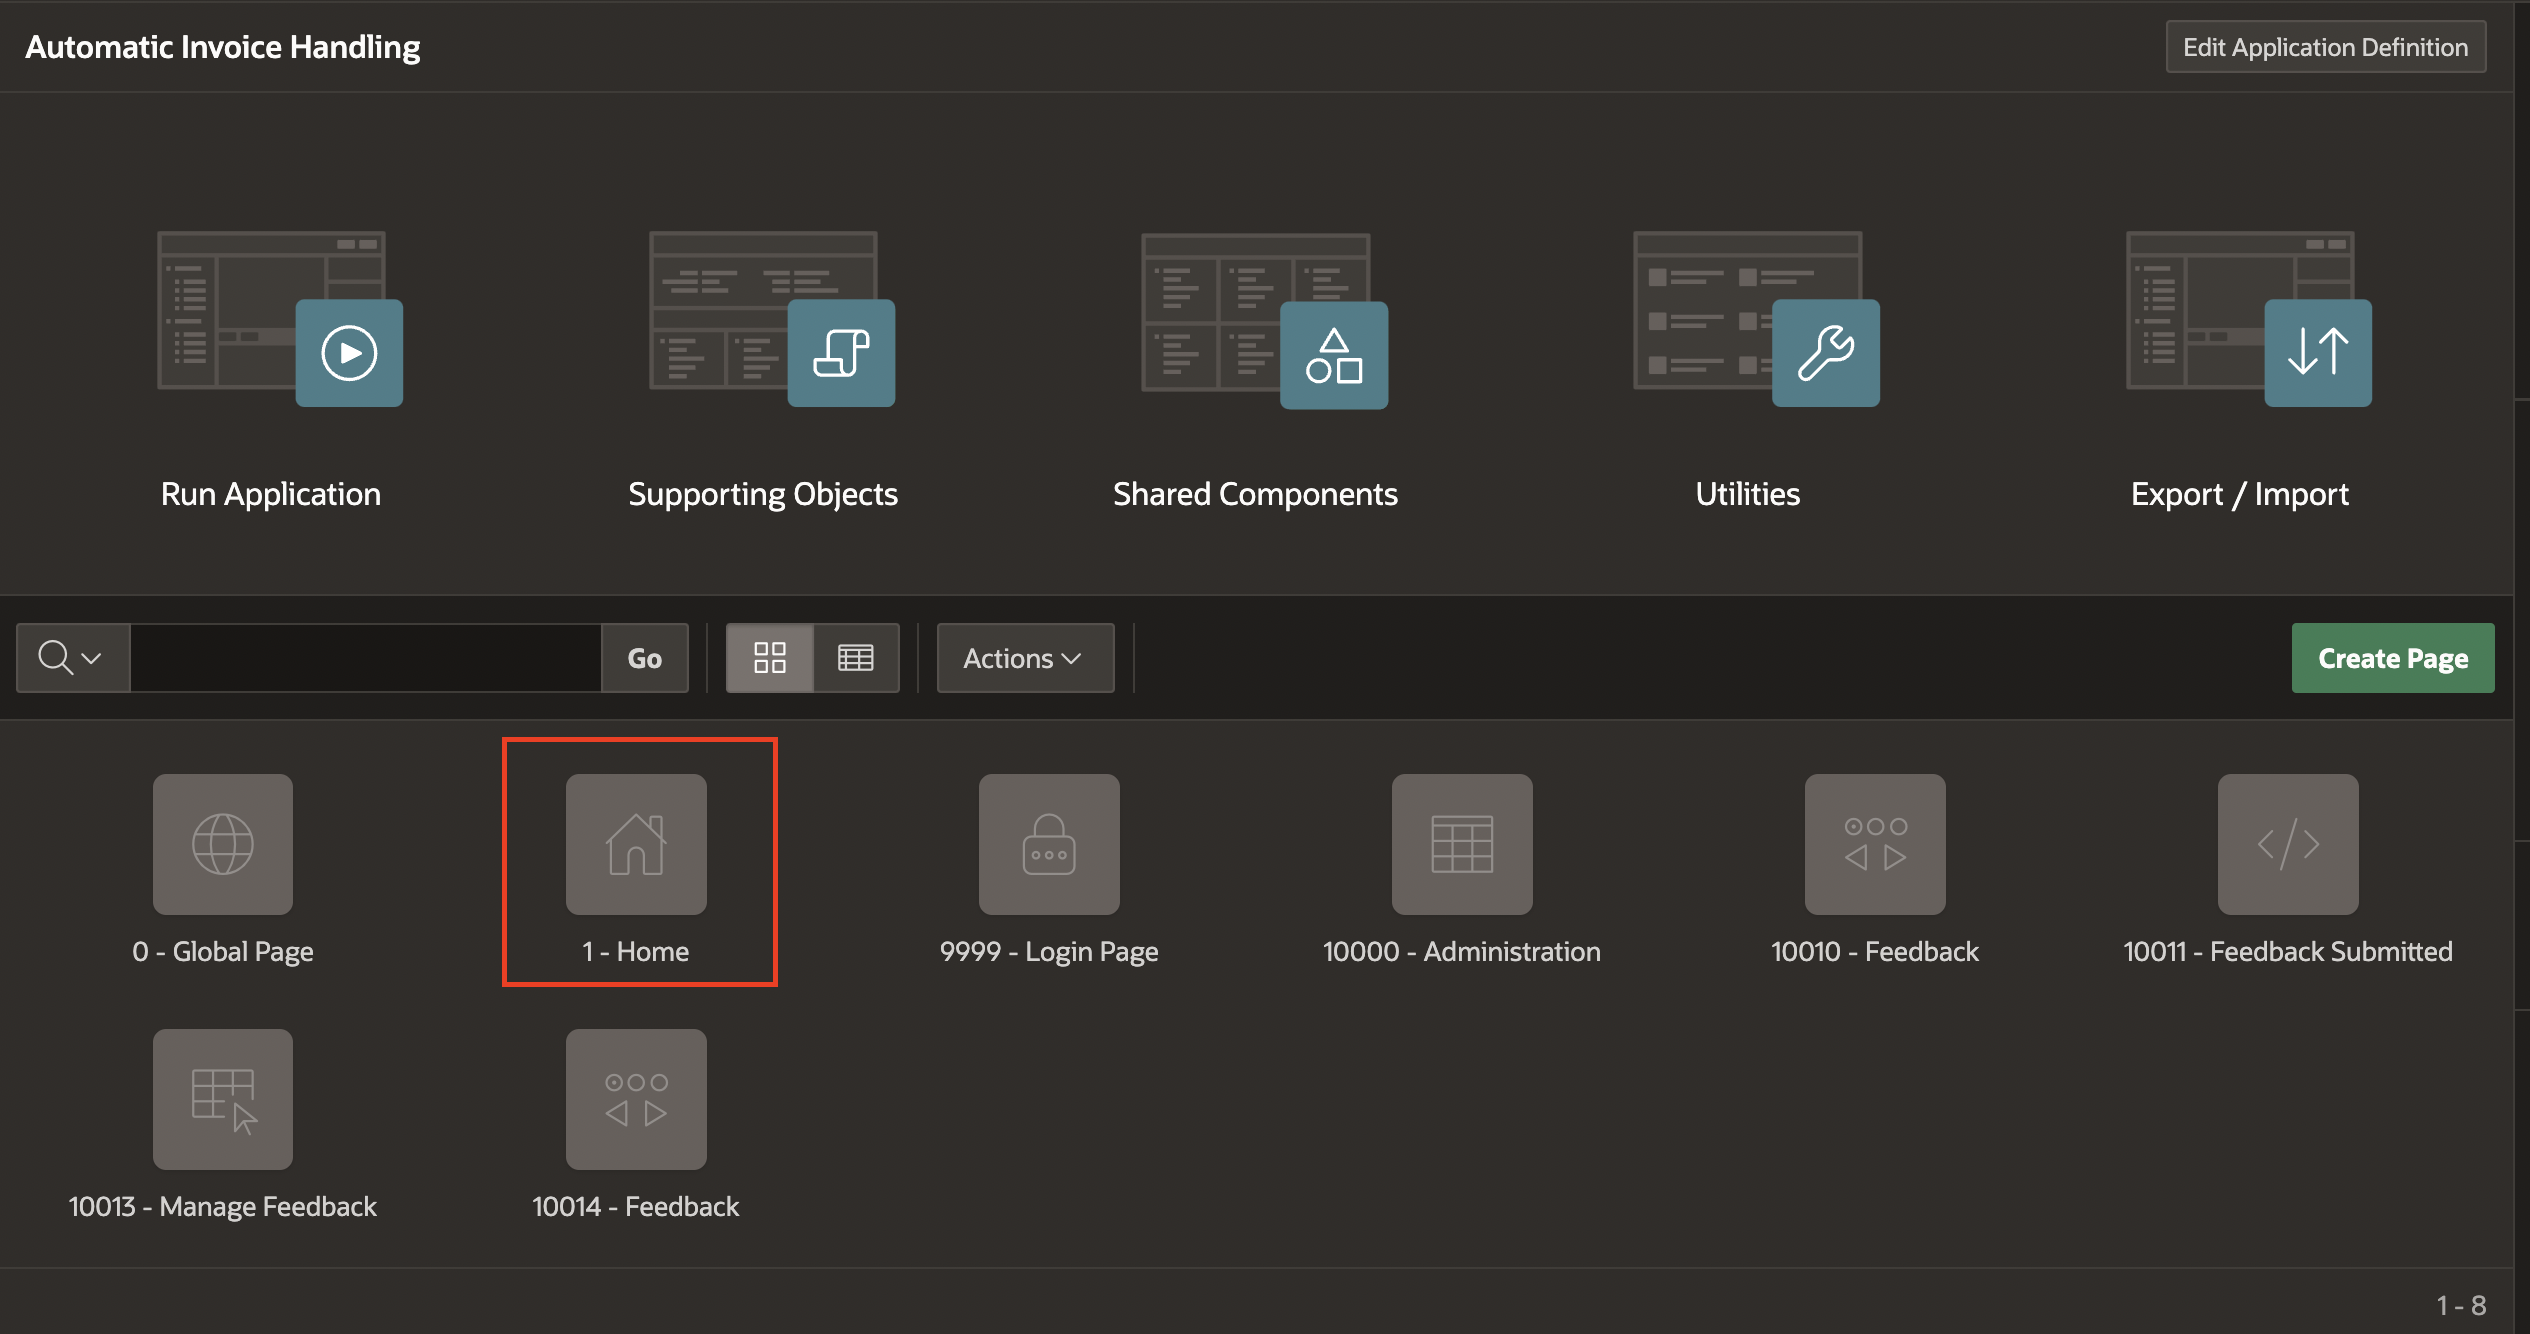 Automatic Invoice Handling
Edit Application Definition
Run Application
Supporting Objects
Shared Components
Utilities
Export / Import
Go
Actions
Create Page
0 - Global Page
1 - Home
9999 - Login Page
10000 - Administration
10010 - Feedback
10011 - Feedback Submitted
10013 - Manage Feedback
10014 - Feedback
1 - 8